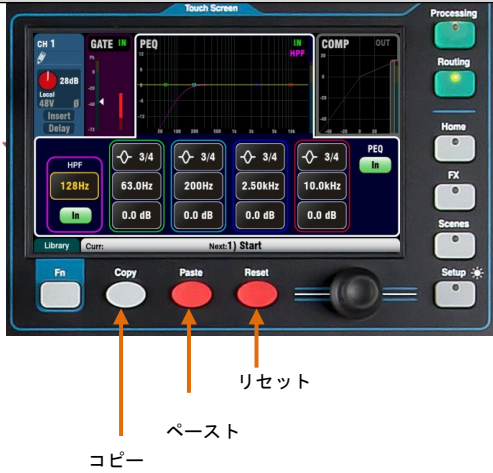 Touch Screen
Processing
Routing
Home
FX
Scenes
Setup
CH 1
28dB
Local
48V Ø
Insert
Delay
GATE IN
PEQ
IN
HPF
COMP OUT
HPF
128Hz
In
3/4
63.0Hz
0.0 dB
3/4
200Hz
0.0 dB
3/4
2.50kHz
0.0 dB
3/4
10.0kHz
0.0 dB
PEQ
In
Library
Curr:
Next:1) Start
Fn
Copy
Paste
Reset
リセット
ペースト
コピー